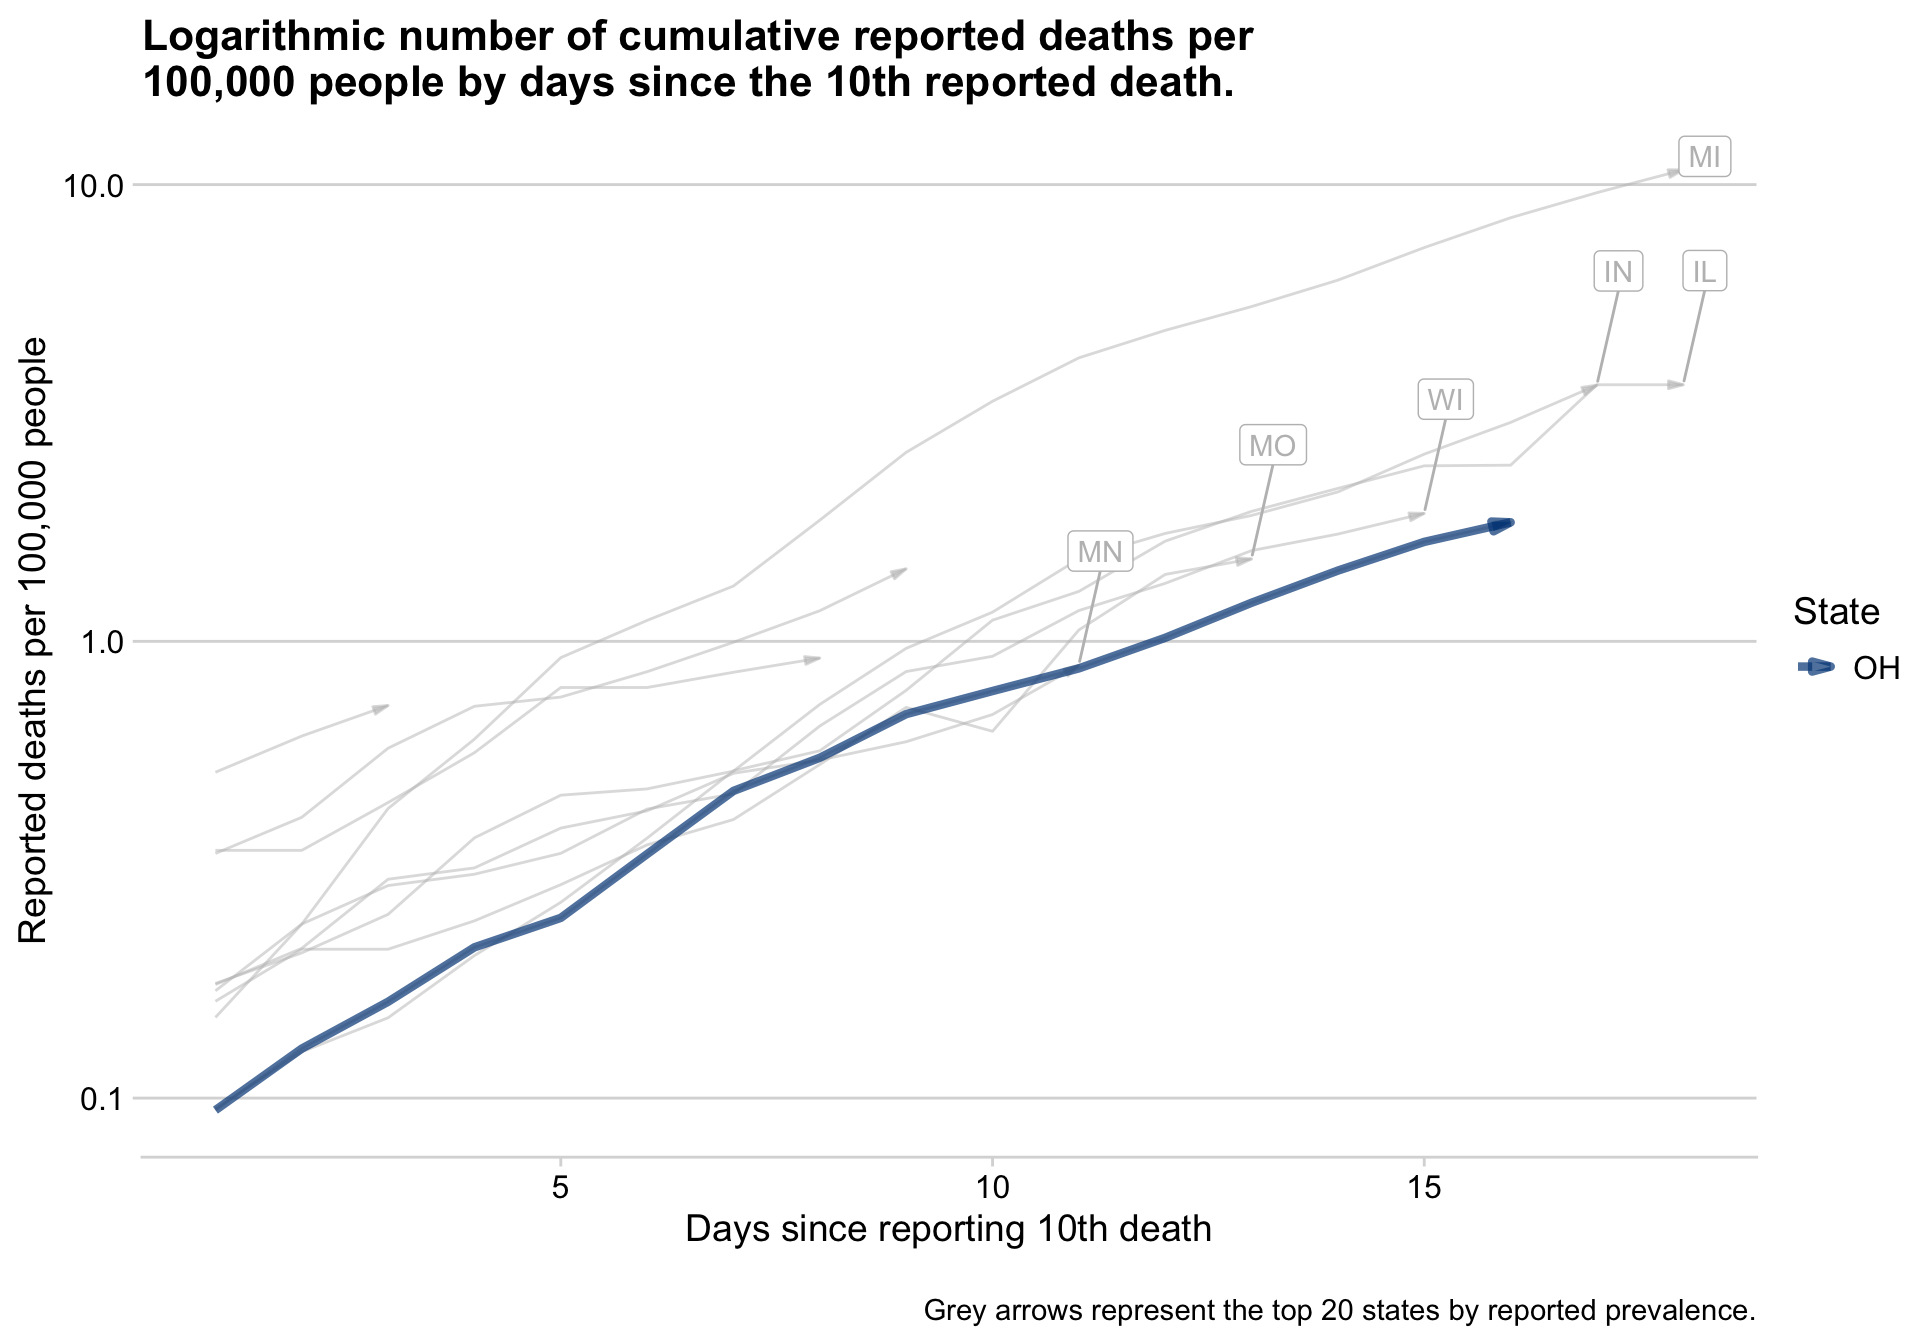 Logarithmic number of cumulative reported deaths per
100,000 people by days since the 10th reported death.
Reported deaths per 100,000 people
10.0
1.0
0.1
MI
IN
IL
WI
MO
MN
State
OH
5
10
15
Days since reporting 10th death
Grey arrows represent the top 20 states by reported prevalence.